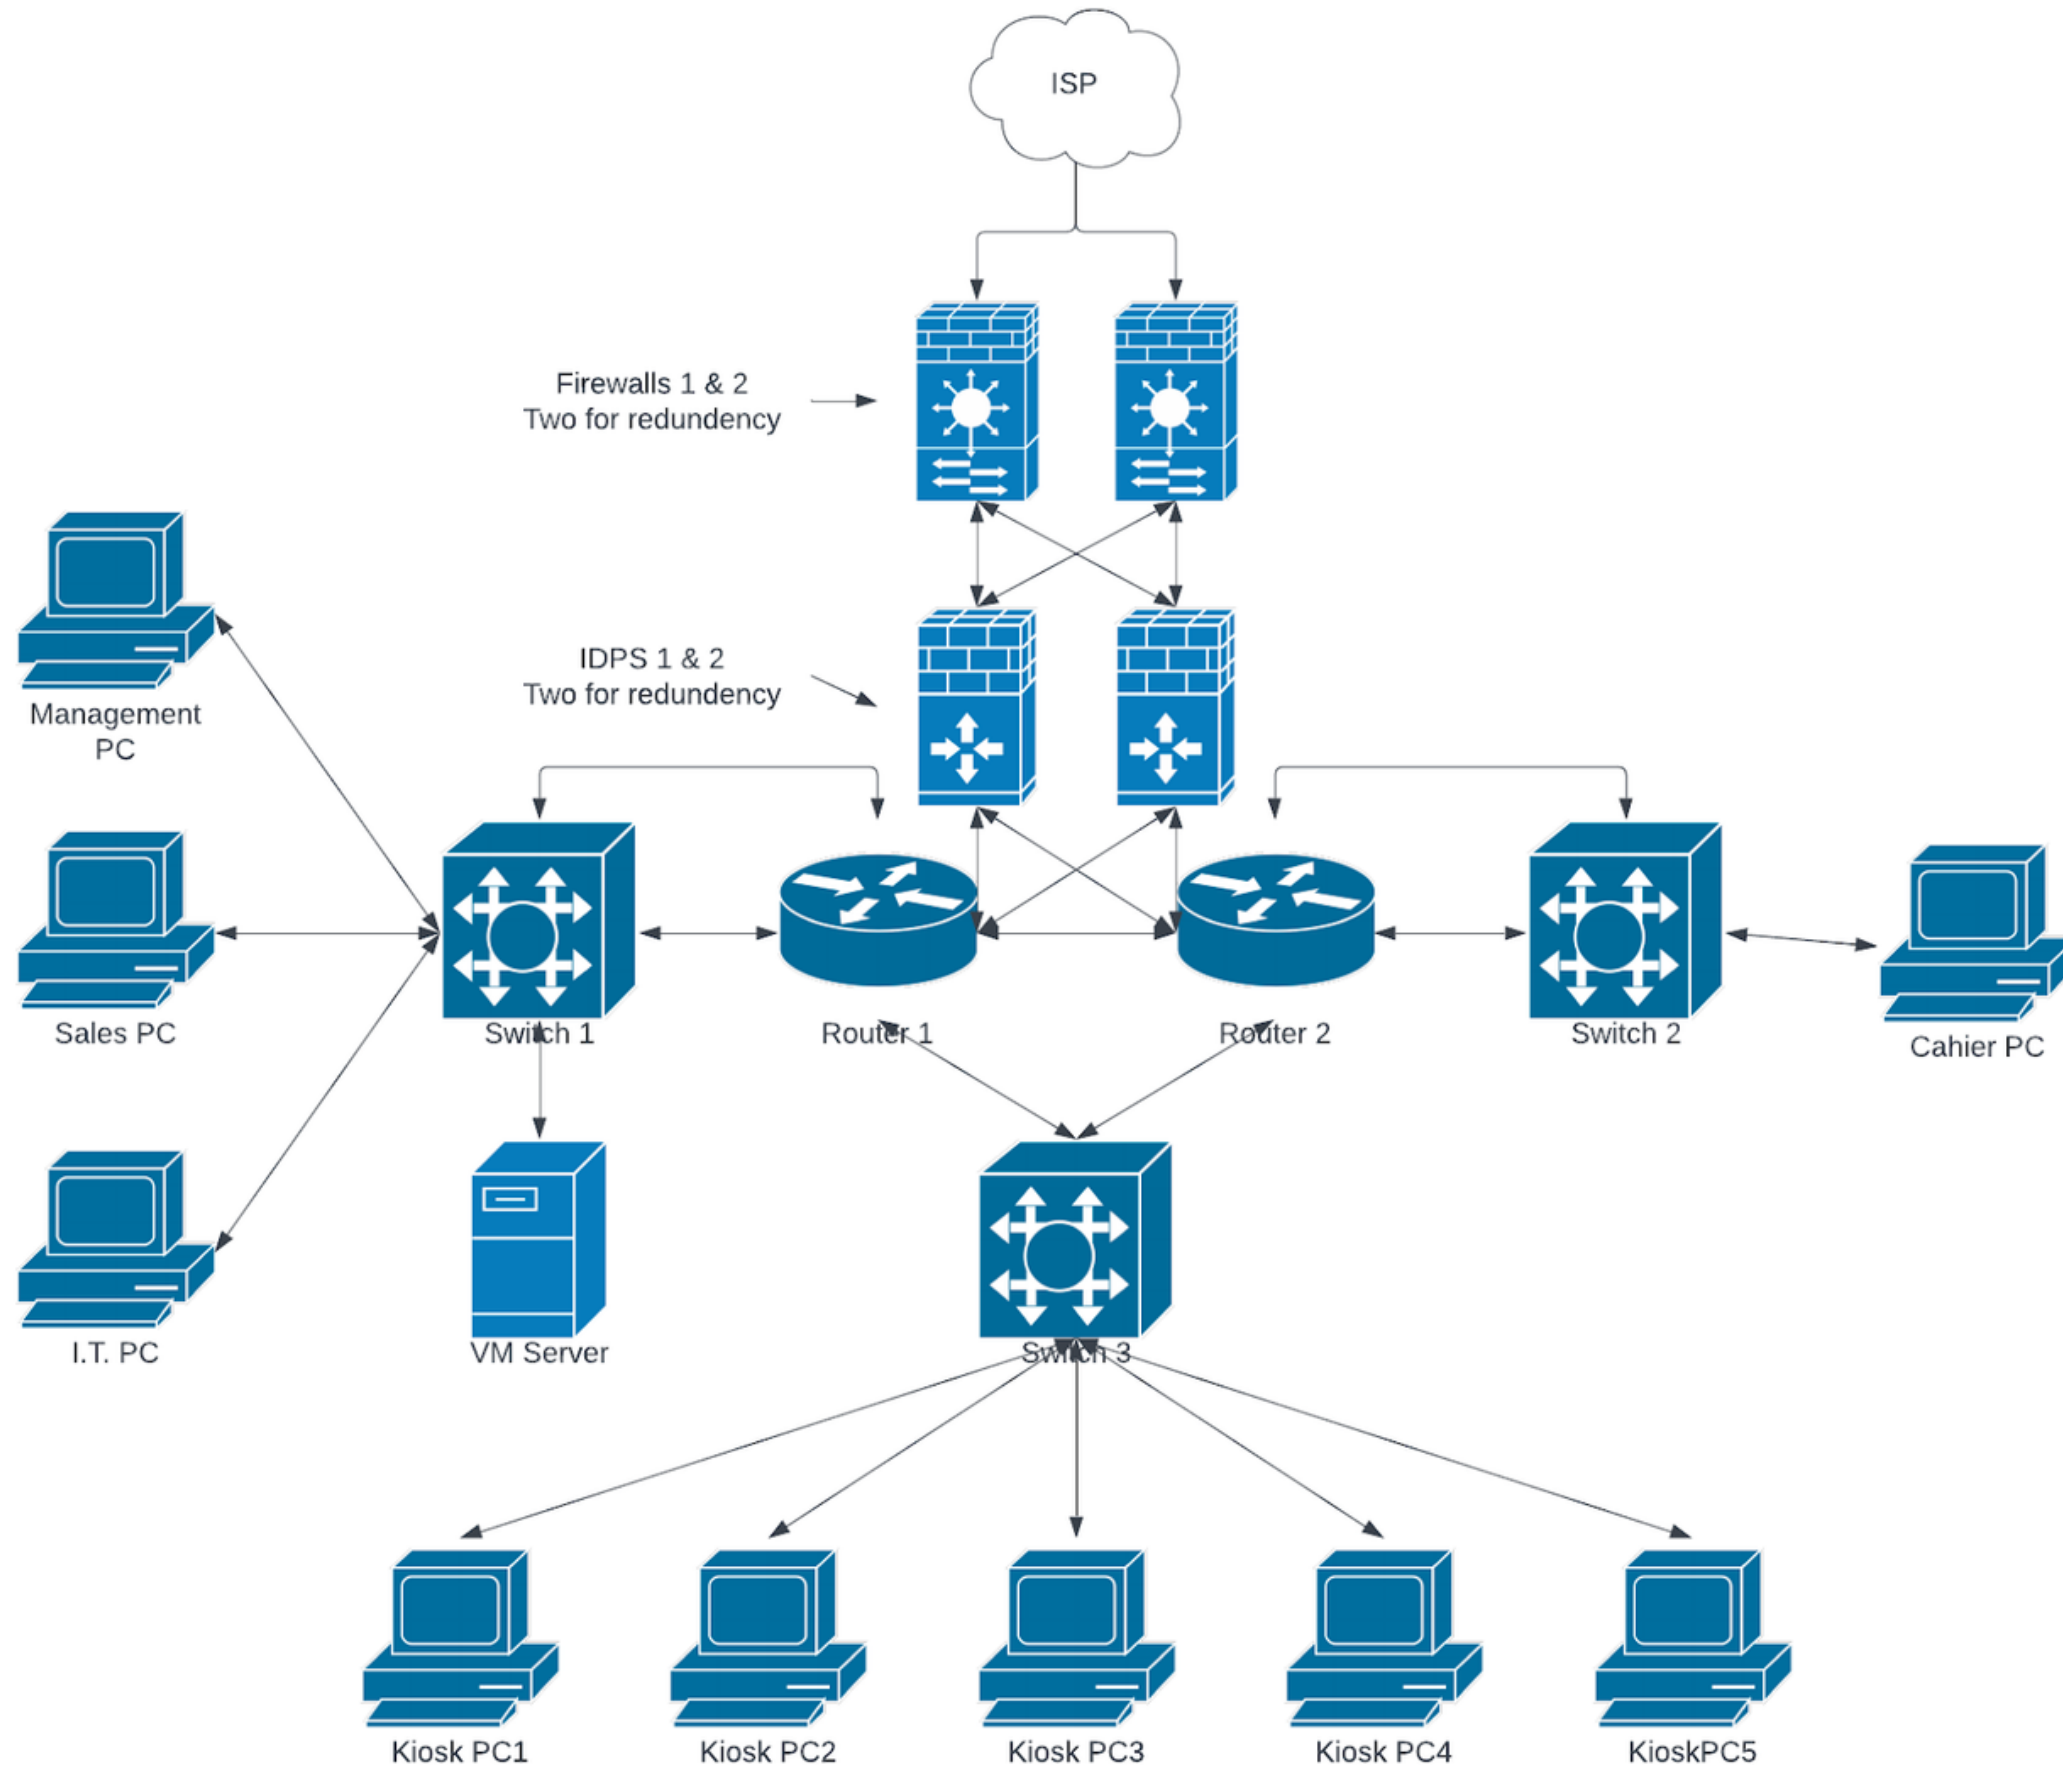 ISP
Firewalls 1 & 2
Two for redundency
IDPS 1 & 2
Two for redundency
Management
PC
Sales PC
Switch 1
Router 1
Router 2
Switch 2
Cahier PC
I.T. PC
VM Server
Switch 3
Kiosk PC1
Kiosk PC2
Kiosk PC3
Kiosk PC4
KioskPC5